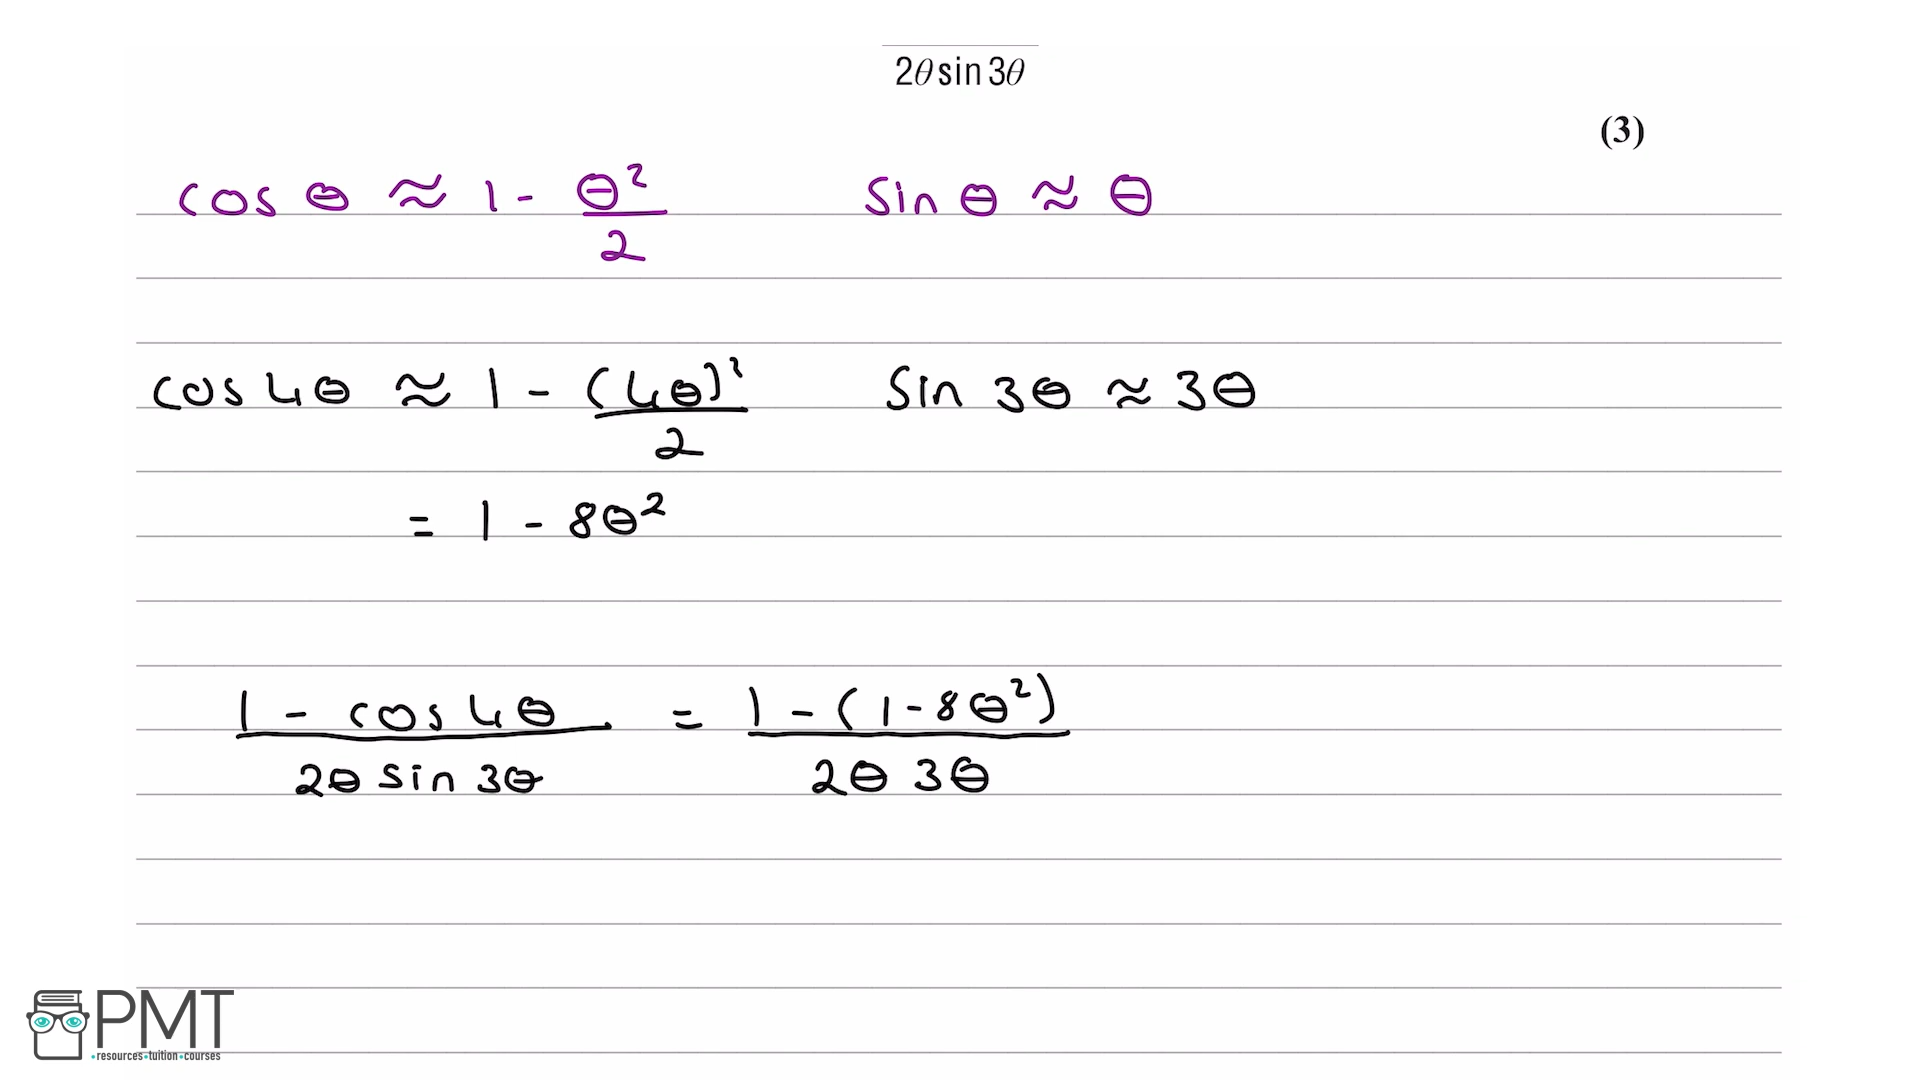 2θ sin 3θ
(3)
cos θ ≈ 1 - θ²/2 sin θ ≈ θ
cos 4θ ≈ 1 - (4θ)²/2 sin 3θ ≈ 3θ
= 1 - 8θ²
1 - cos 4θ / 2θ sin 3θ = 1 - (1 - 8θ²) / 2θ 3θ
PMT
•resources•tuition•courses